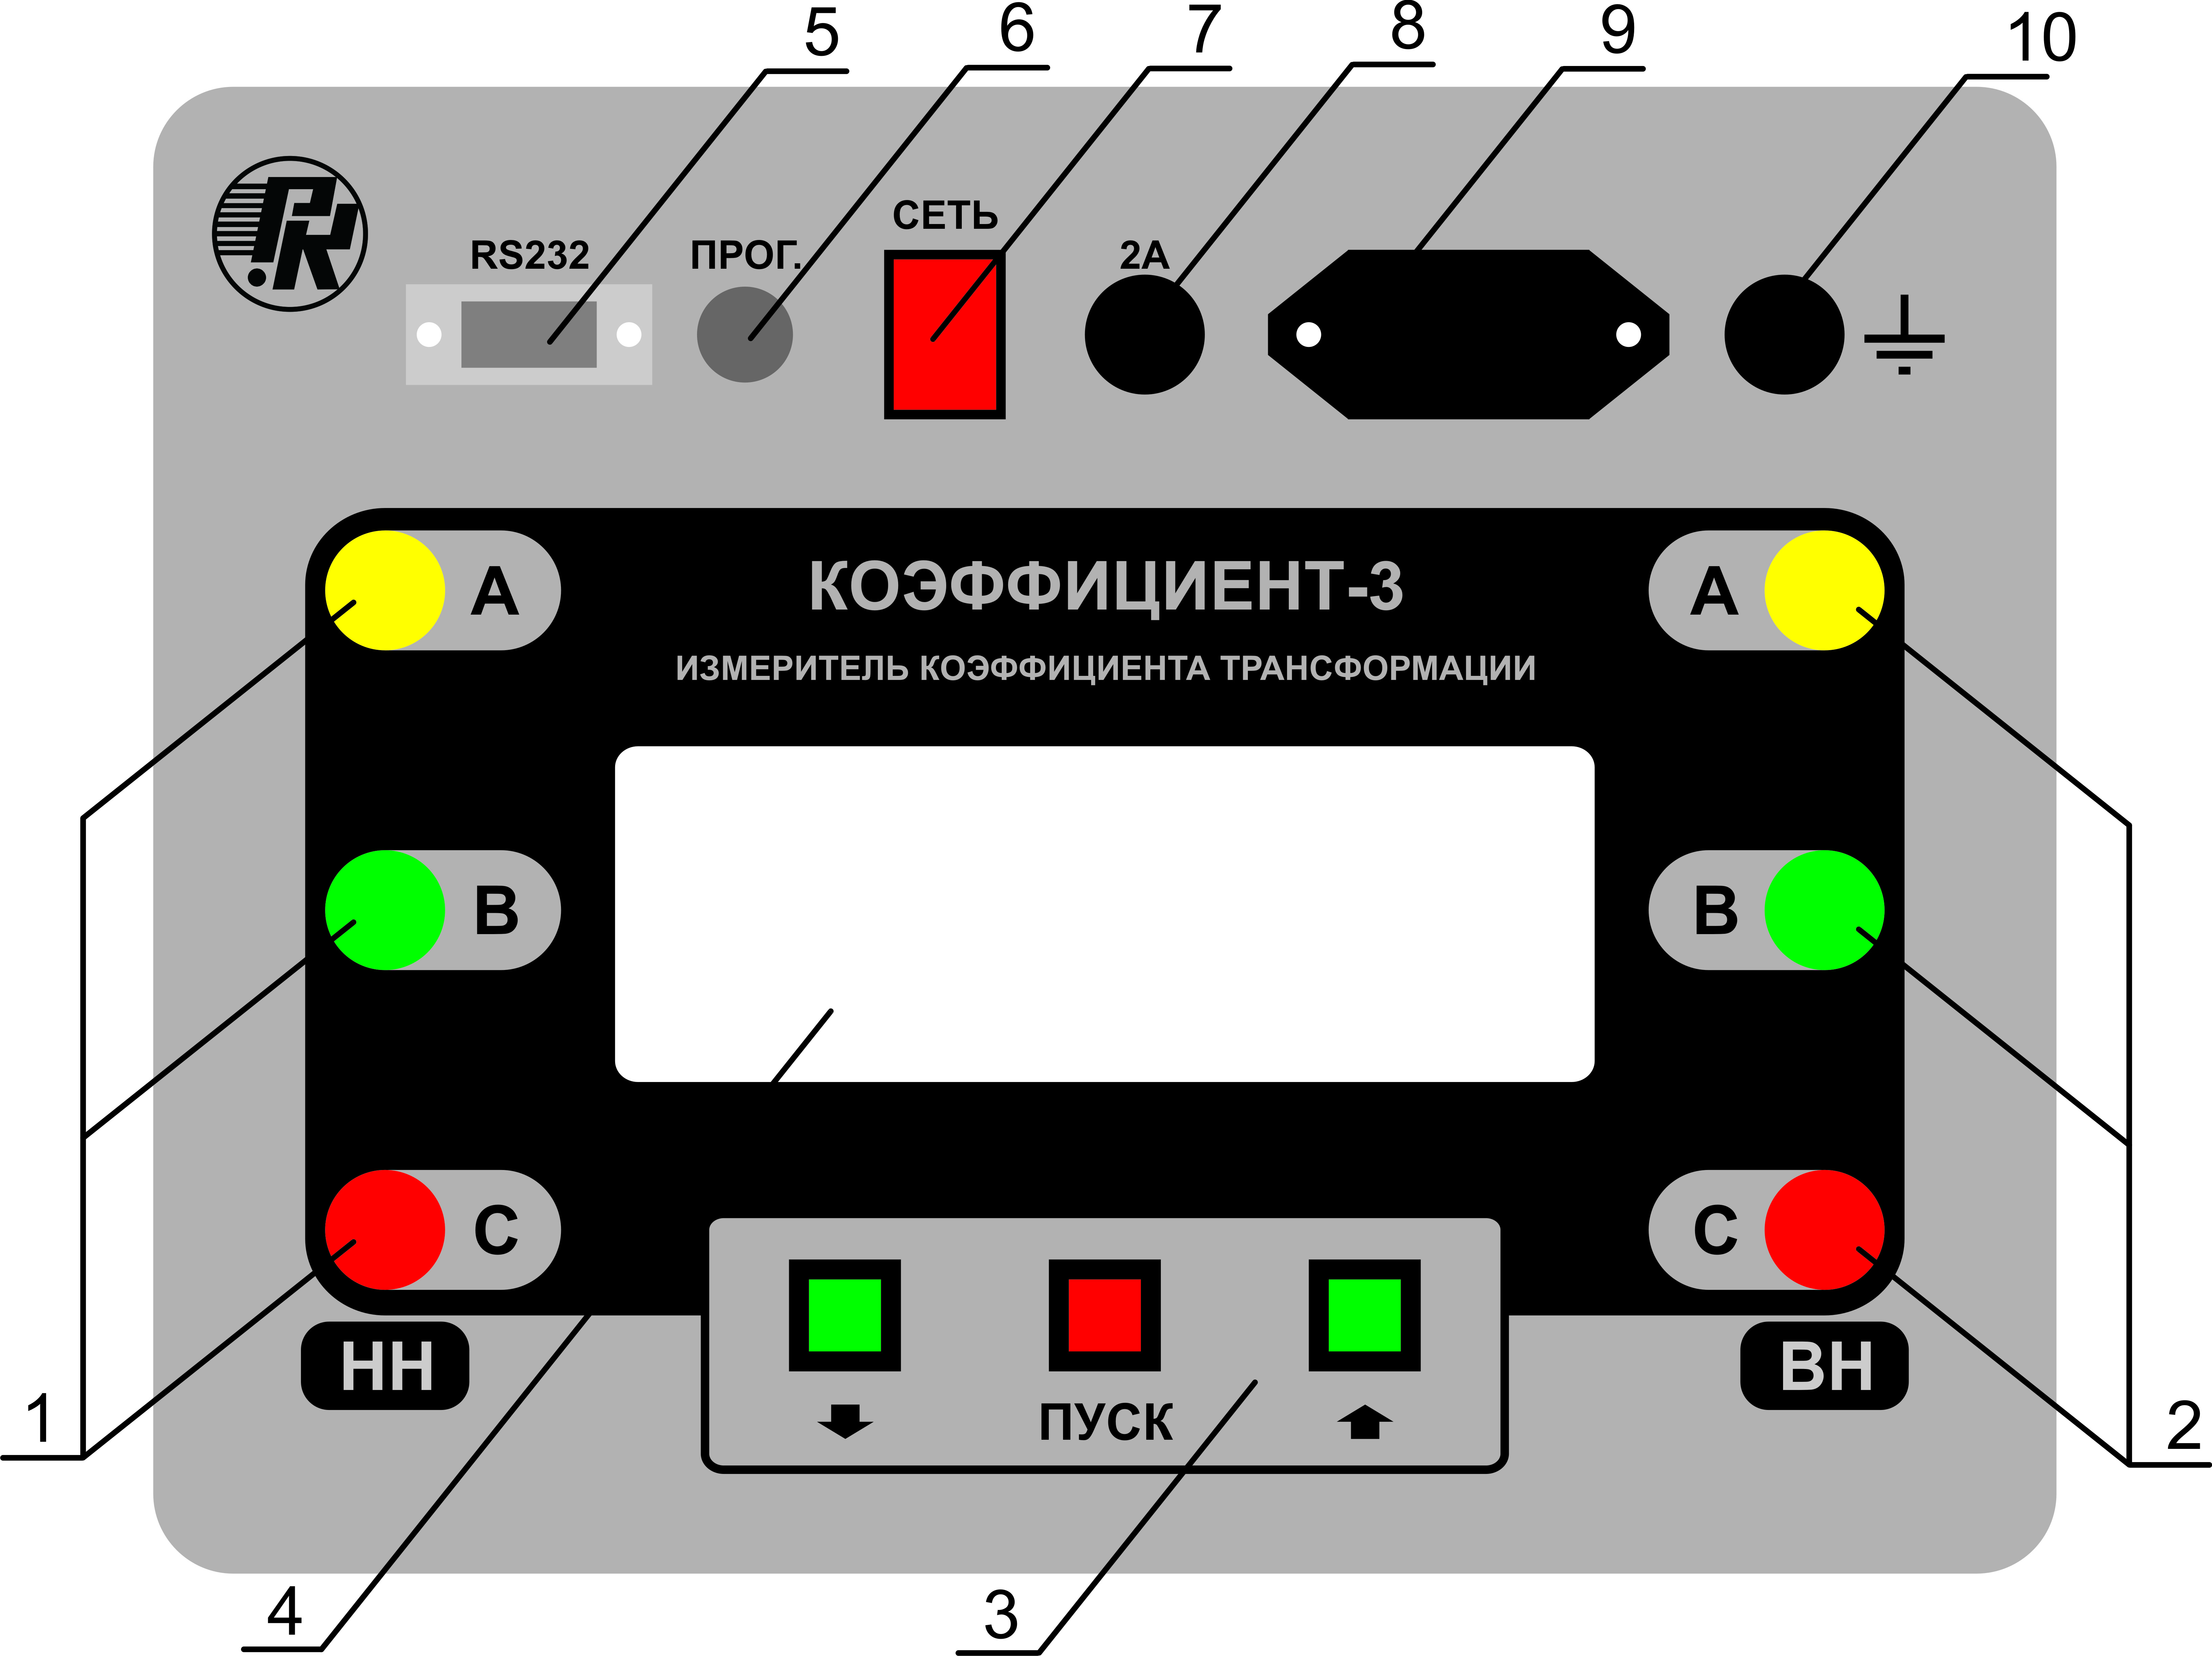 5 6 7 8 9 10
СЕТЬ
RS232 ПРОГ. 2А
КОЭФФИЦИЕНТ-3
ИЗМЕРИТЕЛЬ КОЭФФИЦИЕНТА ТРАНСФОРМАЦИИ
А А
В В
С С
НН ВН
ПУСК
1 2
4 3